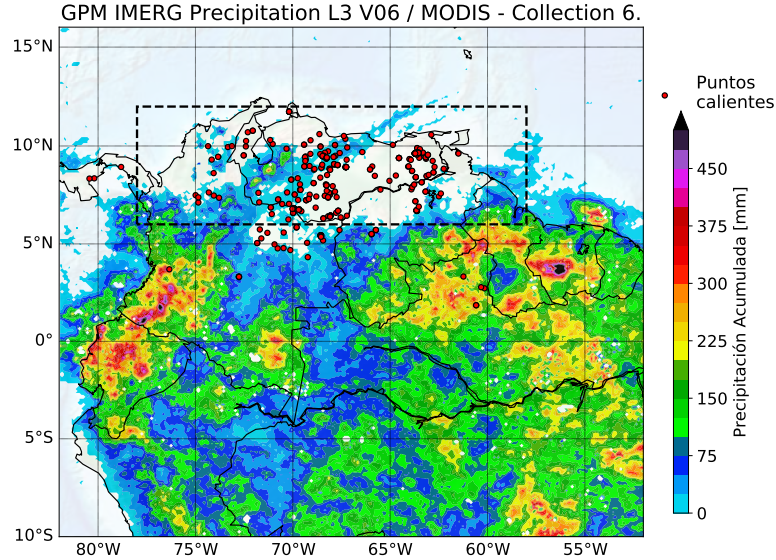 GPM IMERG Precipitation L3 V06 / MODIS - Collection 6.
15°N
10°N
5°N
0°
5°S
10°S
80°W
75°W
70°W
65°W
60°W
55°W
Puntos
calientes
450
375
300
225
150
75
0
Precipitación Acumulada [mm]